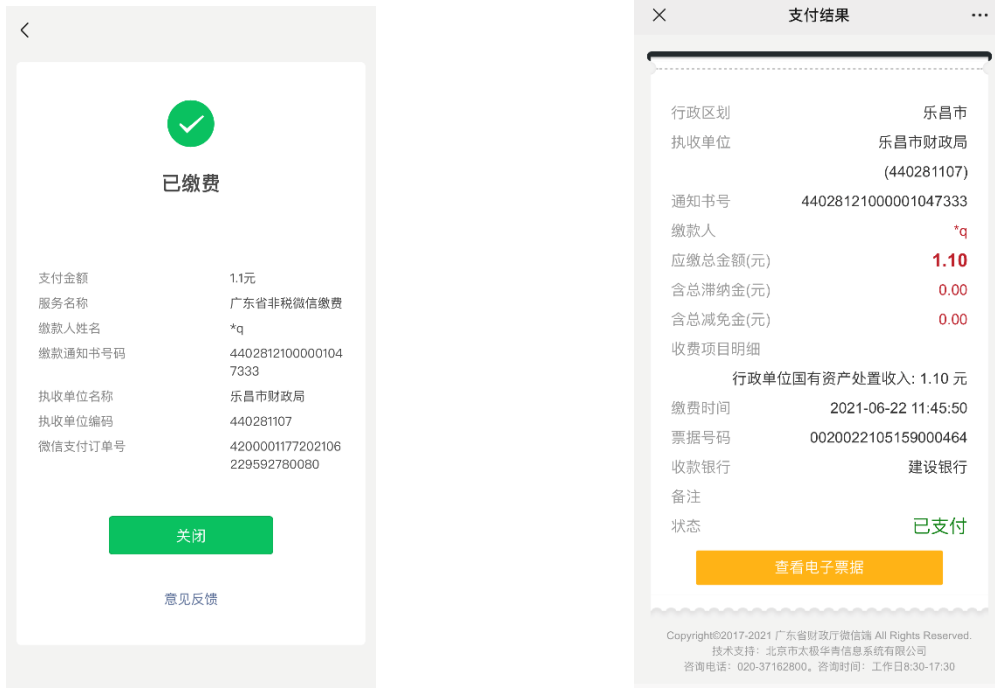 已缴费
支付金额 1.1元
服务名称 广东省非税微信缴费
缴款人姓名 *q
缴款通知书号码 4402812100000104
7333
执收单位名称 乐昌市财政局
执收单位编码 440281107
微信支付订单号 4200001177202106
229592780080
关闭
意见反馈
支付结果
行政区划 乐昌市
执收单位 乐昌市财政局
(440281107)
通知书号 44028121000001047333
缴款人 *q
应缴总金额(元) 1.10
含总滞纳金(元) 0.00
含总减免金(元) 0.00
收费项目明细
行政单位国有资产处置收入: 1.10 元
缴费时间 2021-06-22 11:45:50
票据号码 0020022105159000464
收款银行 建设银行
备注
状态 已支付
查看电子票据
Copyright©2017-2021 广东省财政厅微信端 All Rights Reserved.
技术支持：北京市太极华青信息系统有限公司
咨询电话：020-37162800。咨询时间：工作日8:30-17:30